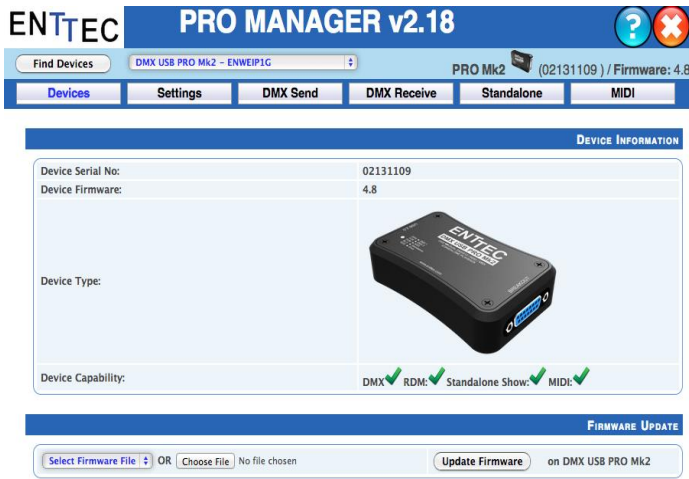 ENTTEC PRO MANAGER v2.18
Find Devices DMX USB PRO Mk2 - ENWEIP1G PRO Mk2 (02131109 ) / Firmware: 4.8
Devices Settings DMX Send DMX Receive Standalone MIDI
DEVICE INFORMATION
Device Serial No: 02131109
Device Firmware: 4.8
ENTTEC
DMX USB PRO Mk2
BREAKOUT
Device Type:
Device Capability: DMX RDM: Standalone Show: MIDI:
FIRMWARE UPDATE
Select Firmware File OR Choose File No file chosen Update Firmware on DMX USB PRO Mk2